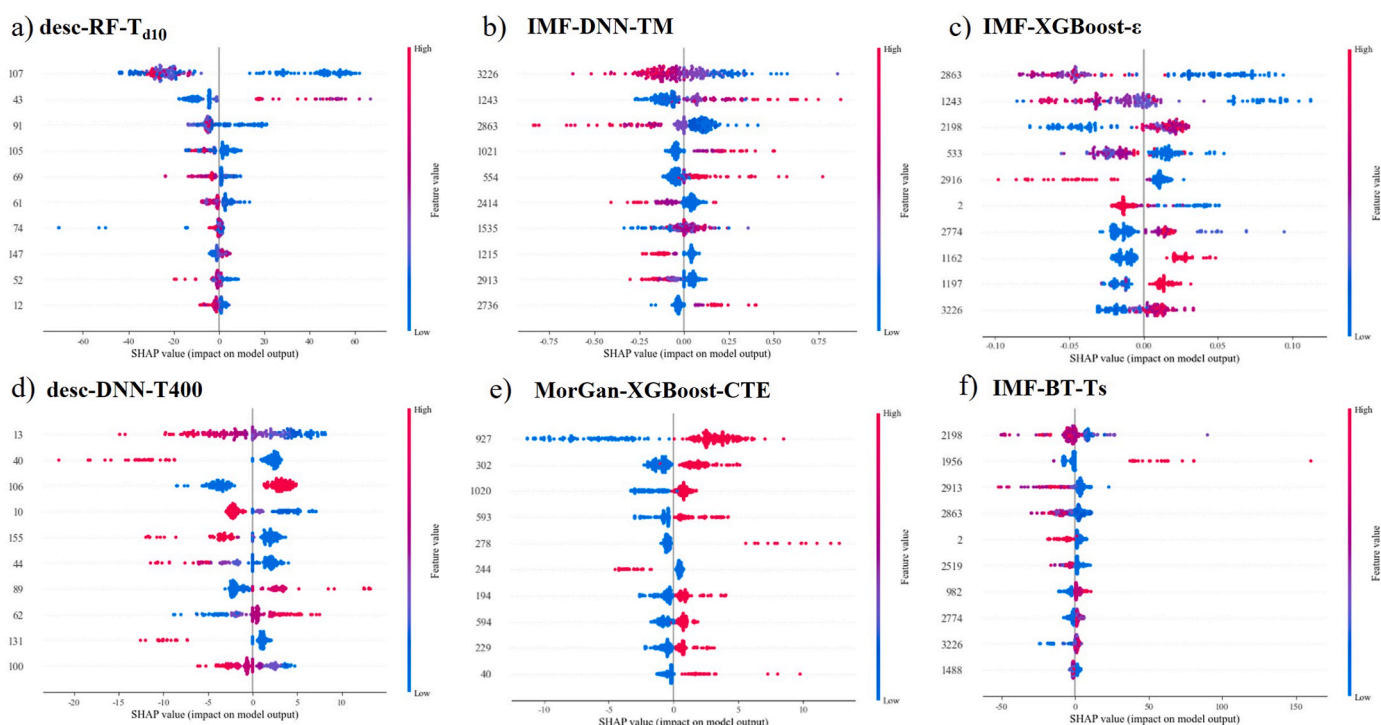 a) desc-RF-Td10
High
107
43
91
105
69
61
74
147
52
12
Feature value
Low
-60 -40 -20 0 20 40 60
SHAP value (impact on model output)
b) IMF-DNN-TM
High
3226
1243
2863
1021
554
2414
1535
1215
2913
2736
Feature value
Low
-0.75 -0.50 -0.25 0.00 0.25 0.50 0.75
SHAP value (impact on model output)
c) IMF-XGBoost-ε
High
2863
1243
2198
533
2916
2
2774
1162
1197
3226
Feature value
Low
-0.10 -0.05 0.00 0.05 0.10
SHAP value (impact on model output)
d) desc-DNN-T400
High
13
40
106
10
155
44
89
62
131
100
Feature value
Low
-20 -15 -10 -5 0 5 10
SHAP value (impact on model output)
e) MorGan-XGBoost-CTE
High
927
302
1020
593
278
244
194
594
229
40
Feature value
Low
-10 -5 0 5 10
SHAP value (impact on model output)
f) IMF-BT-Ts
High
2198
1956
2913
2863
2
2519
982
2774
3226
1488
Feature value
Low
-50 0 50 100 150
SHAP value (impact on model output)